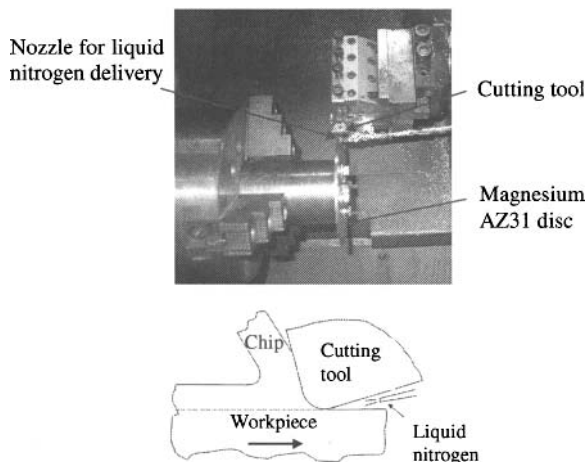 Nozzle for liquid
nitrogen delivery
Cutting tool
Magnesium
AZ31 disc
Chip
Cutting
tool
Workpiece
Liquid
nitrogen